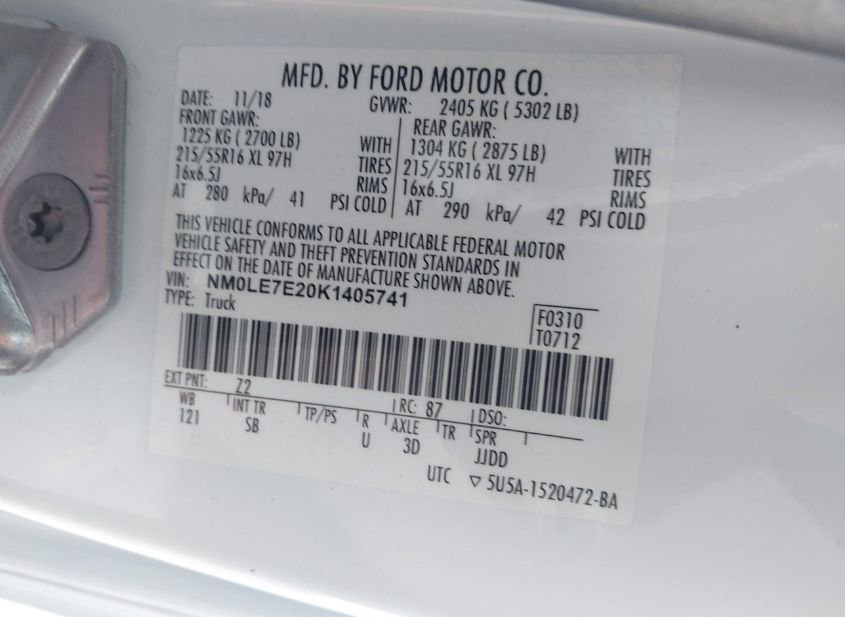 MFD. BY FORD MOTOR CO.
DATE: 11/18 GVWR: 2405 KG ( 5302 LB)
FRONT GAWR: REAR GAWR:
1225 KG ( 2700 LB) WITH 1304 KG ( 2875 LB) WITH
215/55R16 XL 97H TIRES 215/55R16 XL 97H TIRES
16x6.5J RIMS 16x6.5J RIMS
AT 280 kPa/ 41 PSI COLD AT 290 kPa/ 42 PSI COLD
THIS VEHICLE CONFORMS TO ALL APPLICABLE FEDERAL MOTOR
VEHICLE SAFETY AND THEFT PREVENTION STANDARDS IN
EFFECT ON THE DATE OF MANUFACTURE SHOWN ABOVE.
VIN: NM0LE7E20K1405741
TYPE: Truck
F0310
T0712
EXT PNT: Z2 RC: 87 DSO:
WB INT TR TP/PS R AXLE TR SPR
121 SB U 3D JJDD
UTC ▽ 5U5A-1520472-BA